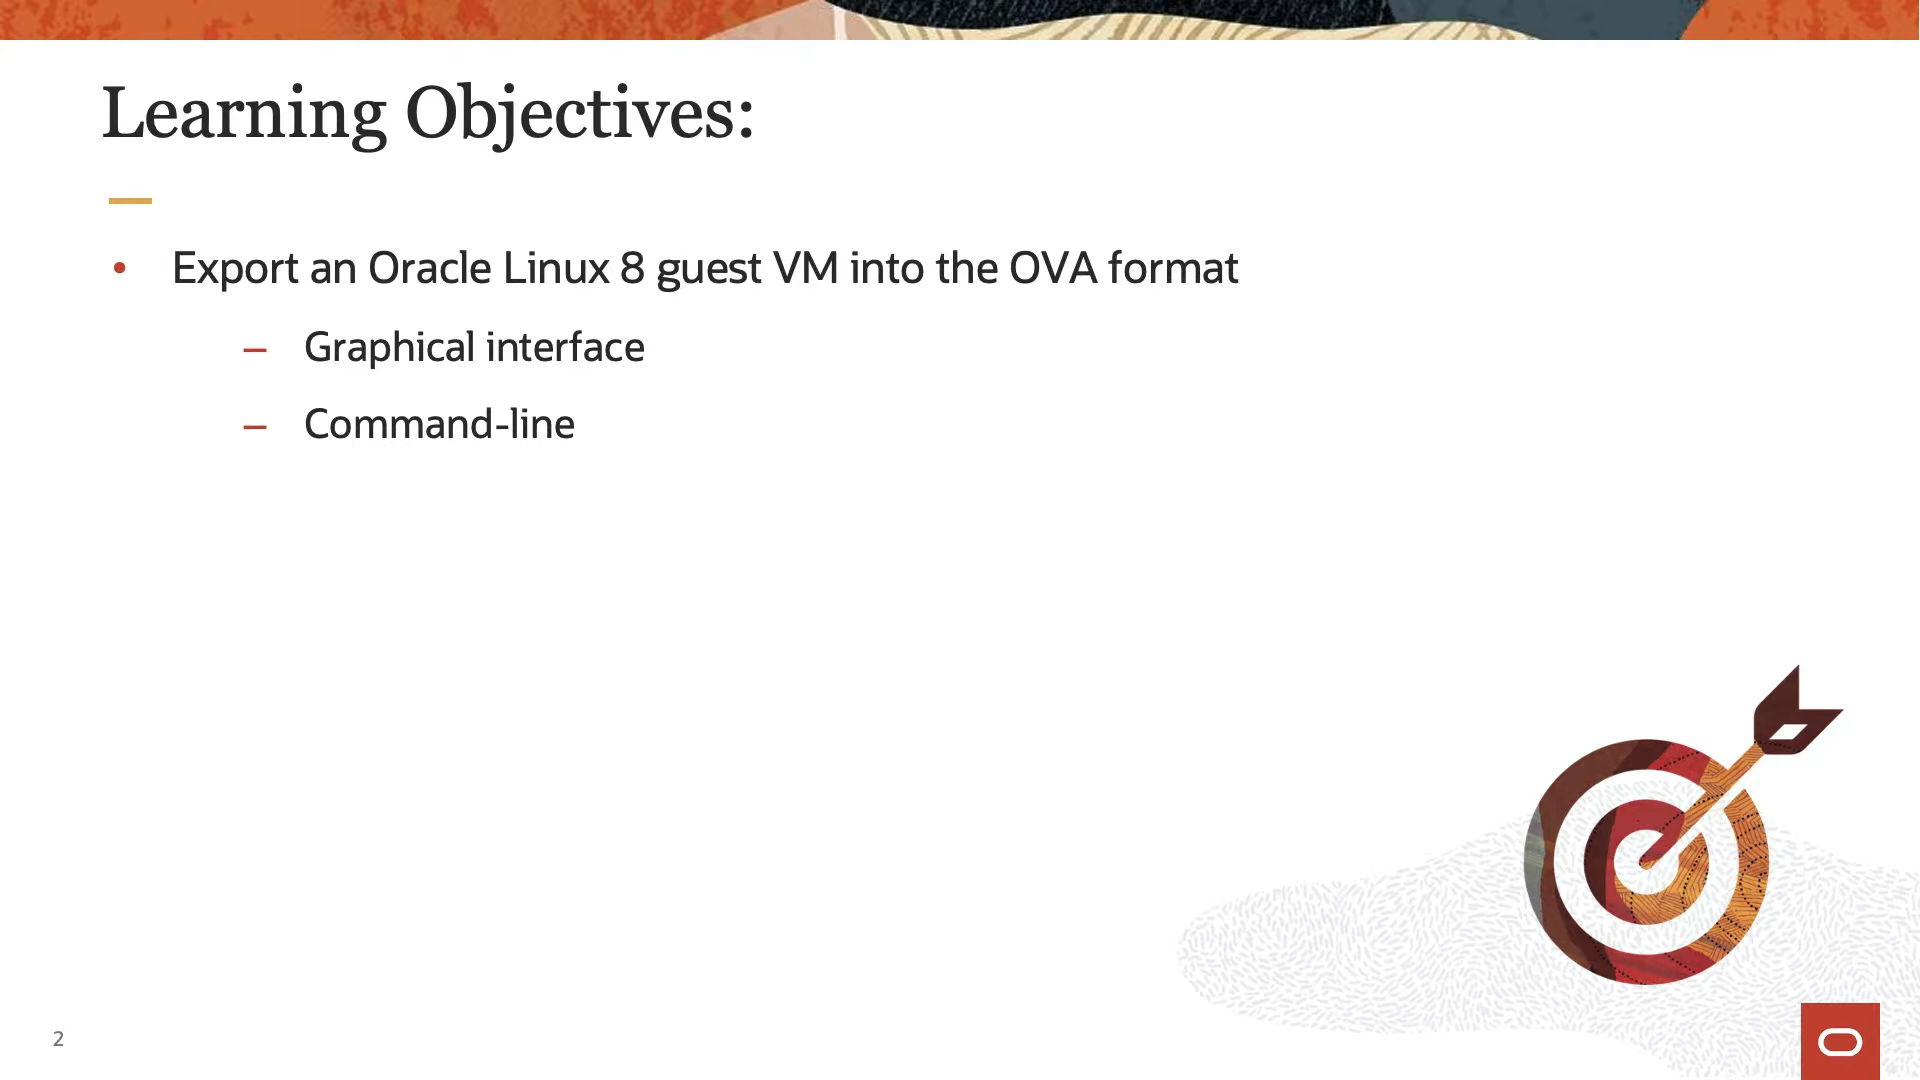 Learning Objectives:
• Export an Oracle Linux 8 guest VM into the OVA format
– Graphical interface
– Command-line
2